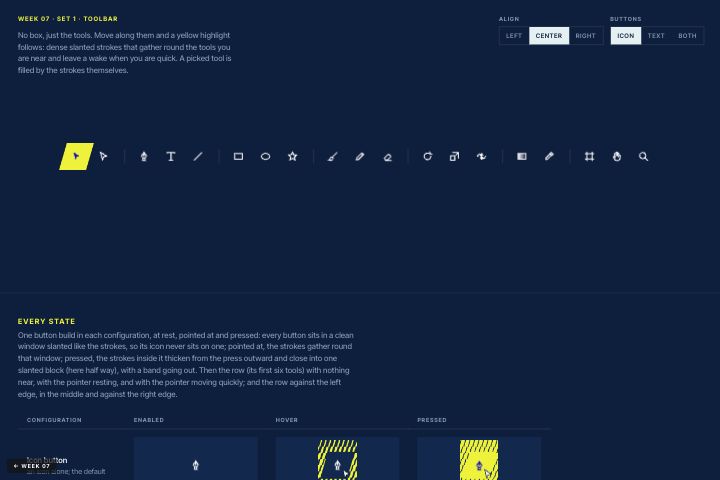 WEEK 07 · SET 1 · TOOLBAR
No box, just the tools. Move along them and a yellow highlight
follows: dense slanted strokes that gather round the tools you
are near and leave a wake when you are quick. A picked tool is
filled by the strokes themselves.
ALIGN
LEFT CENTER RIGHT
BUTTONS
ICON TEXT BOTH
EVERY STATE
One button build in each configuration, at rest, pointed at and pressed: every button sits in a clean
window slanted like the strokes, so its icon never sits on one; pointed at, the strokes gather round
that window; pressed, the strokes inside it thicken from the press outward and close into one
slanted block (here half way), with a band going out. Then the row (its first six tools) with nothing
near, with the pointer resting, and with the pointer moving quickly; and the row against the left
edge, in the middle and against the right edge.
CONFIGURATION ENABLED HOVER PRESSED
Icon button
alone; the default
← WEEK 07